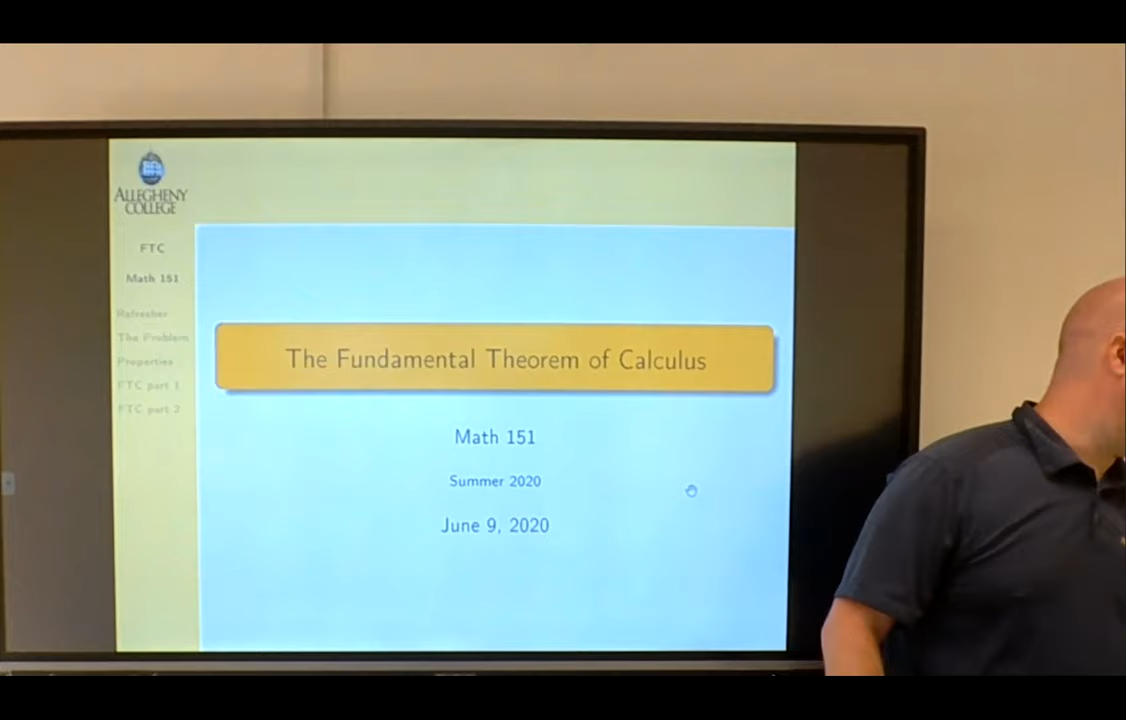 ALLEGHENY
COLLEGE
FTC
Math 151
Refresher
The Problem
Properties
FTC part 1
FTC part 2
The Fundamental Theorem of Calculus
Math 151
Summer 2020
June 9, 2020